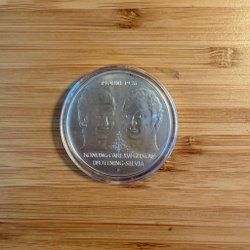 19 JUNI 1976
KONUNG·CARL XVI GUSTAF
DROTTNING·SILVIA